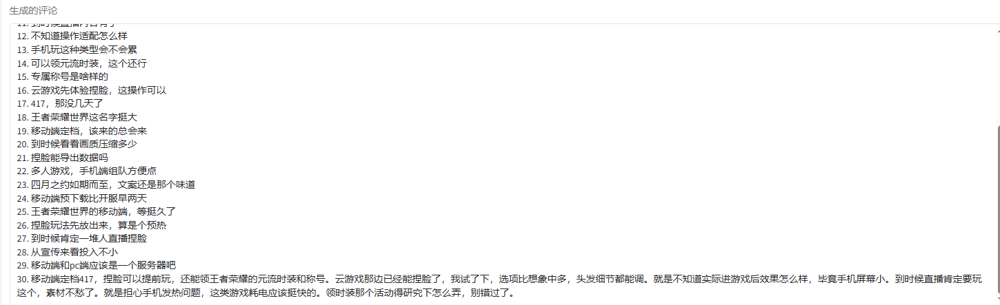 生成的评论
12. 不知道操作适配怎么样
13. 手机玩这种类型会不会累
14. 可以领元流时装，这个还行
15. 专属称号是啥样的
16. 云游戏先体验捏脸，这操作可以
17. 417，那没几天了
18. 王者荣耀世界这名字挺大
19. 移动端定档，该来的总会来
20. 到时候看看画质压缩多少
21. 捏脸能导出数据吗
22. 多人游戏，手机端组队方便点
23. 四月之约如期而至，文案还是那个味道
24. 移动端预下载比开服早两天
25. 王者荣耀世界的移动端，等挺久了
26. 捏脸玩法先放出来，算是个预热
27. 到时候肯定一堆人直播捏脸
28. 从宣传来看投入不小
29. 移动端和pc端应该是一个服务器吧
30. 移动端定档417，捏脸可以提前玩，还能领王者荣耀的元流时装和称号。云游戏那边已经能捏脸了，我试了下，选项比想象中多，头发细节都能调。就是不知道实际进游戏后效果怎么样，毕竟手机屏幕小。到时候直播肯定要玩
这个，素材不愁了。就是担心手机发热问题，这类游戏耗电应该挺快的。领时装那个活动得研究下怎么弄，别错过了。